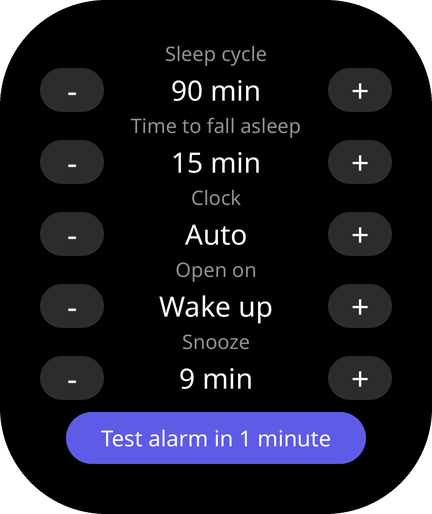 Sleep cycle
- 90 min +
Time to fall asleep
- 15 min +
Clock
- Auto +
Open on
- Wake up +
Snooze
- 9 min +
Test alarm in 1 minute